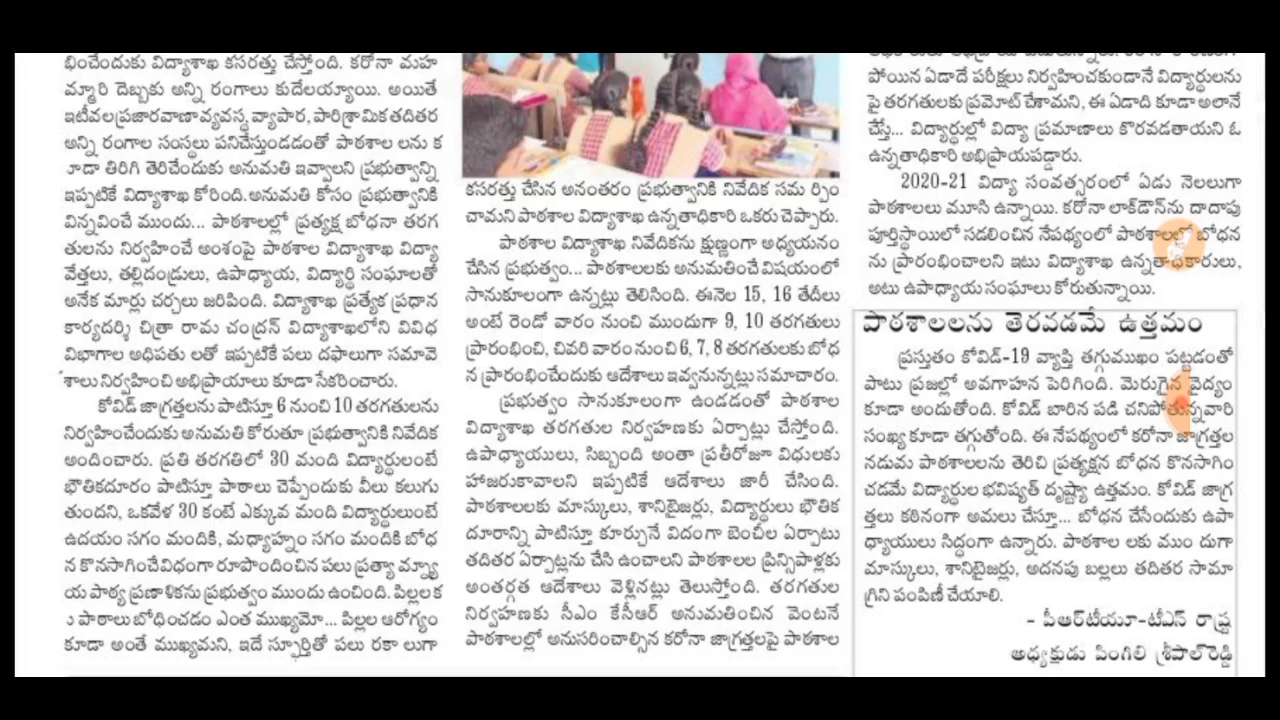 భించేందుకు విద్యాశాఖ కసరత్తు చేస్తోంది. కరోనా మహ
మ్మారి దెబ్బకు అన్ని రంగాలు కుదేలయ్యాయి. అయితే
ఇటీవల ప్రజారవాణా వ్యవస్థ, వ్యాపార, పారిశ్రామిక తదితర
అన్ని రంగాల సంస్థలు పనిచేస్తుండడంతో పాఠశాల లను క
ూడా తిరిగి తెరిచేందుకు అనుమతి ఇవ్వాలని ప్రభుత్వాన్ని
ఇప్పటికే విద్యాశాఖ కోరింది.అనుమతి కోసం ప్రభుత్వానికి
విన్నవించే ముందు... పాఠశాలల్లో ప్రత్యక్ష బోధనా తరగ
తులను నిర్వహించే అంశంపై పాఠశాల విద్యాశాఖ విద్యా
వేత్తలు, తల్లిదండ్రులు, ఉపాధ్యాయ, విద్యార్థి సంఘాలతో
అనేక మార్లు చర్చలు జరిపింది. విద్యాశాఖ ప్రత్యేక ప్రధాన
కార్యదర్శి చిత్రా రామ చంద్రన్ విద్యాశాఖలోని వివిధ
విభాగాల అధిపతు లతో ఇప్పటికే పలు దఫాలుగా సమావె
శాలు నిర్వహించి అభిప్రాయాలు కూడా సేకరించారు.
కోవిడ్ జాగ్రత్తలను పాటిస్తూ 6 నుంచి 10 తరగతులను
నిర్వహించేందుకు అనుమతి కోరుతూ ప్రభుత్వానికి నివేదిక
అందించారు. ప్రతి తరగతిలో 30 మంది విద్యార్థులంటే
భౌతికదూరం పాటిస్తూ పాఠాలు చెప్పేందుకు వీలు కలుగు
తుందని, ఒకవేళ 30 కంటే ఎక్కువ మంది విద్యార్థులుంటే
ఉదయం సగం మందికి, మధ్యాహ్నం సగం మందికి బోధ
న కొనసాగించే విధంగా రూపొందించిన పలు ప్రత్యా మ్నా
య పాఠ్య ప్రణాళికను ప్రభుత్వం ముందు ఉంచింది. పిల్లల క
ు పాఠాలు బోధించడం ఎంత ముఖ్యమో... పిల్లల ఆరోగ్యం
కూడా అంతే ముఖ్యమని, ఇదే స్ఫూర్తితో పలు రకా లుగా
కసరత్తు చేసిన అనంతరం ప్రభుత్వానికి నివేదిక సమ ర్పిం
చామని పాఠశాల విద్యాశాఖ ఉన్నతాధికారి ఒకరు చెప్పారు.
పాఠశాల విద్యాశాఖ నివేదికను క్షుణ్ణంగా అధ్యయనం
చేసిన ప్రభుత్వం... పాఠశాలలకు అనుమతించే విషయంలో
సానుకూలంగా ఉన్నట్లు తెలిసింది. ఈనెల 15, 16 తేదీలు
అంటే రెండో వారం నుంచి ముందుగా 9, 10 తరగతులు
ప్రారంభించి, చివరి వారం నుంచి 6, 7, 8 తరగతులకు బోధ
న ప్రారంభించేందుకు ఆదేశాలు ఇవ్వనున్నట్లు సమాచారం.
ప్రభుత్వం సానుకూలంగా ఉండడంతో పాఠశాల
విద్యాశాఖ తరగతుల నిర్వహణకు ఏర్పాట్లు చేస్తోంది.
ఉపాధ్యాయులు, సిబ్బంది అంతా ప్రతీరోజూ విధులకు
హాజరుకావాలని ఇప్పటికే ఆదేశాలు జారీ చేసింది.
పాఠశాలలకు మాస్కులు, శానిటైజర్లు, విద్యార్థులు భౌతిక
దూరాన్ని పాటిస్తూ కూర్చునే విదంగా బెంచీల ఏర్పాటు
తదితర ఏర్పాట్లను చేసి ఉంచాలని పాఠశాలల ప్రిన్సిపాళ్లకు
అంతర్గత ఆదేశాలు వెళ్లినట్లు తెలుస్తోంది. తరగతుల
నిర్వహణకు సీఎం కేసీఆర్ అనుమతించిన వెంటనే
పాఠశాలల్లో అనుసరించాల్సిన కరోనా జాగ్రత్తలపై పాఠశాల
పోయిన ఏడాదే పరీక్షలు నిర్వహించకుండానే విద్యార్థులను
పై తరగతులకు ప్రమోట్ చేశామని, ఈ ఏడాది కూడా అలానే
చేస్తే... విద్యార్థుల్లో విద్యా ప్రమాణాలు కొరవడతాయని ఓ
ఉన్నతాధికారి అభిప్రాయపడ్డారు.
2020-21 విద్యా సంవత్సరంలో ఏడు నెలలుగా
పాఠశాలలు మూసి ఉన్నాయి. కరోనా లాక్‌డౌన్‌ను దాదాపు
పూర్తిస్థాయిలో సడలించిన నేపథ్యంలో పాఠశాలల్లో బోధన
ను ప్రారంభించాలని ఇటు విద్యాశాఖ ఉన్నతాధికారులు,
అటు ఉపాధ్యాయ సంఘాలు కోరుతున్నాయి.
పాఠశాలలను తెరవడమే ఉత్తమం
ప్రస్తుతం కోవిడ్-19 వ్యాప్తి తగ్గుముఖం పట్టడంతో
పాటు ప్రజల్లో అవగాహన పెరిగింది. మెరుగైన వైద్యం
కూడా అందుతోంది. కోవిడ్ బారిన పడి చనిపోతున్నవారి
సంఖ్య కూడా తగ్గుతోంది. ఈ నేపథ్యంలో కరోనా జాగ్రత్తల
నడుమ పాఠశాలలను తెరిచి ప్రత్యక్షన బోధన కొనసాగిం
చడమే విద్యార్థుల భవిష్యత్ దృష్ట్యా ఉత్తమం. కోవిడ్ జాగ్ర
త్తలు కఠినంగా అమలు చేస్తూ... బోధన చేసేందుకు ఉపా
ధ్యాయులు సిద్ధంగా ఉన్నారు. పాఠశాల లకు ముం దుగా
మాస్కులు, శానిటైజర్లు, అదనపు బల్లలు తదితర సామా
గ్రిని పంపిణీ చేయాలి.
- పీఆర్‌టీయూ-టీఎస్ రాష్ట్ర
అధ్యక్షుడు పింగిలి శ్రీపాల్‌రెడ్డి